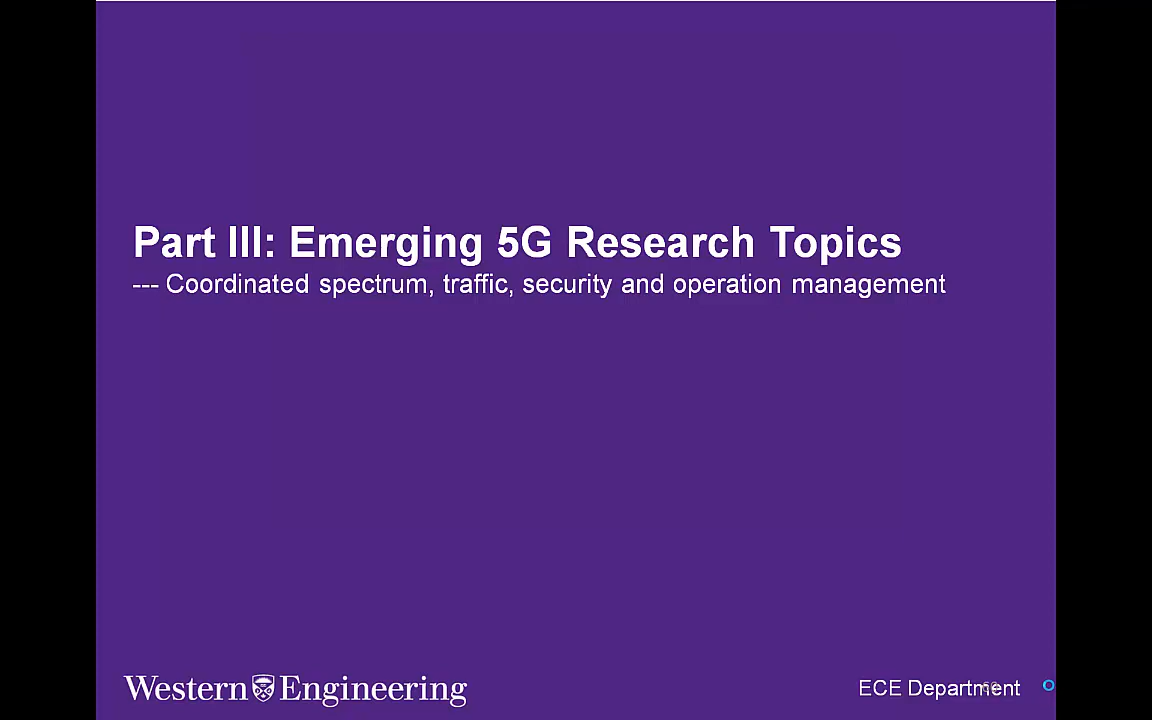 Part III: Emerging 5G Research Topics
--- Coordinated spectrum, traffic, security and operation management
Western Engineering
ECE Department